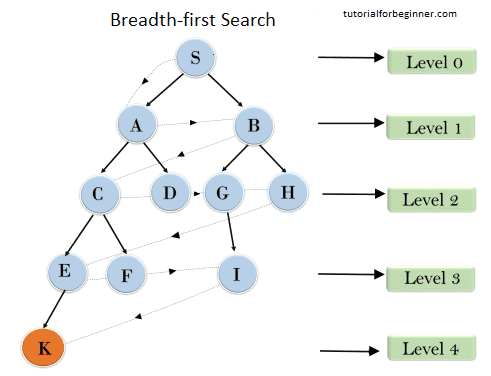 tutorialforbeginner.com
Breadth-first Search
S
Level 0
A
B
Level 1
C
D
G
H
Level 2
E
F
I
Level 3
K
Level 4